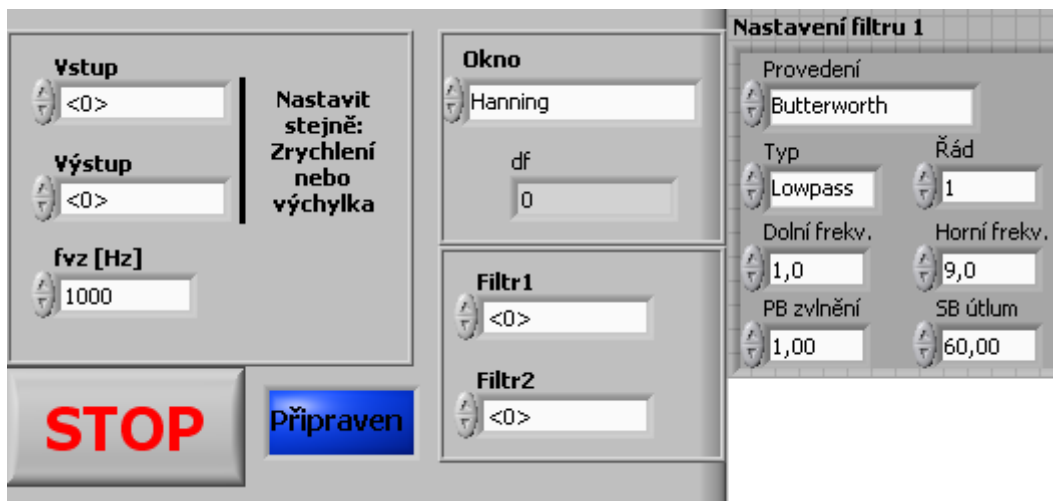 Vstup
<0>
Výstup
<0>
Nastavit
stejně:
Zrychlení
nebo
výchylka
fvz [Hz]
1000
STOP
Připraven
Okno
Hanning
df
0
Filtr1
<0>
Filtr2
<0>
Nastavení filtru 1
Provedení
Butterworth
Typ
Řád
Lowpass
1
Dolní frekv.
Horní frekv.
1,0
9,0
PB zvlnění
SB útlum
1,00
60,00